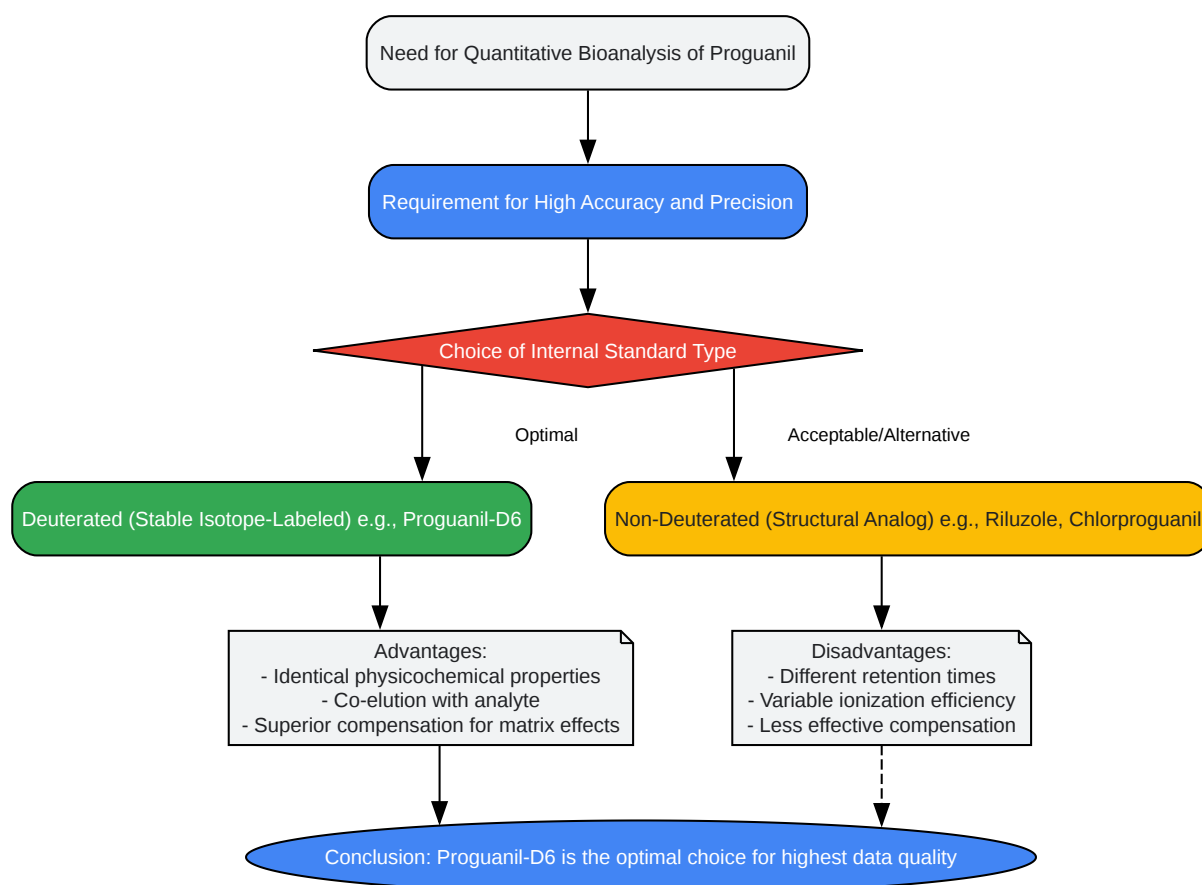 Need for Quantitative Bioanalysis of Proguanil
Requirement for High Accuracy and Precision
Choice of Internal Standard Type
Optimal
Acceptable/Alternative
Deuterated (Stable Isotope-Labeled) e.g., Proguanil-D6
Non-Deuterated (Structural Analog) e.g., Riluzole, Chlorproguanil
Advantages:
- Identical physicochemical properties
- Co-elution with analyte
- Superior compensation for matrix effects
Disadvantages:
- Different retention times
- Variable ionization efficiency
- Less effective compensation
Conclusion: Proguanil-D6 is the optimal choice for highest data quality